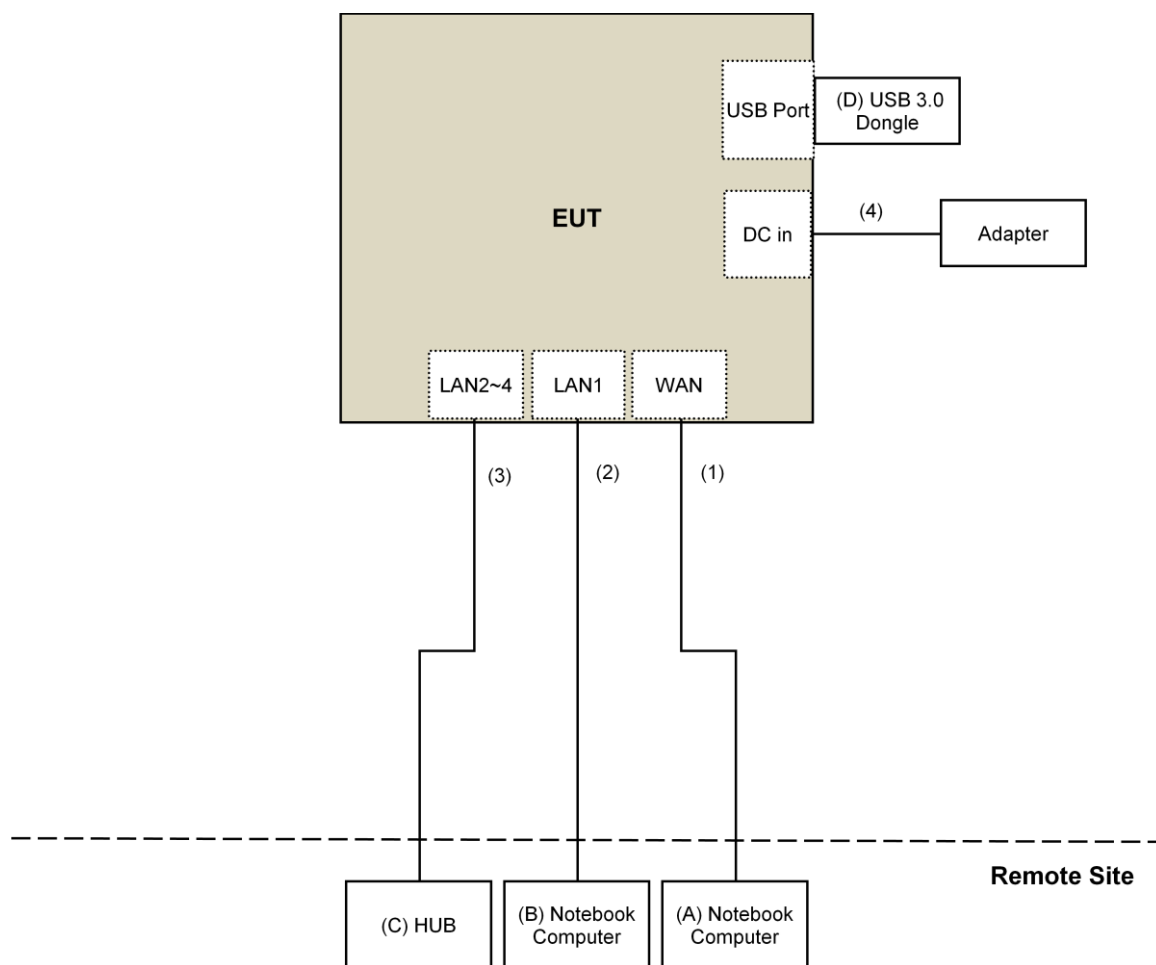 USB Port
(D) USB 3.0
Dongle
EUT
DC in
(4)
Adapter
LAN2~4
LAN1
WAN
(3)
(2)
(1)
Remote Site
(C) HUB
(B) Notebook
Computer
(A) Notebook
Computer